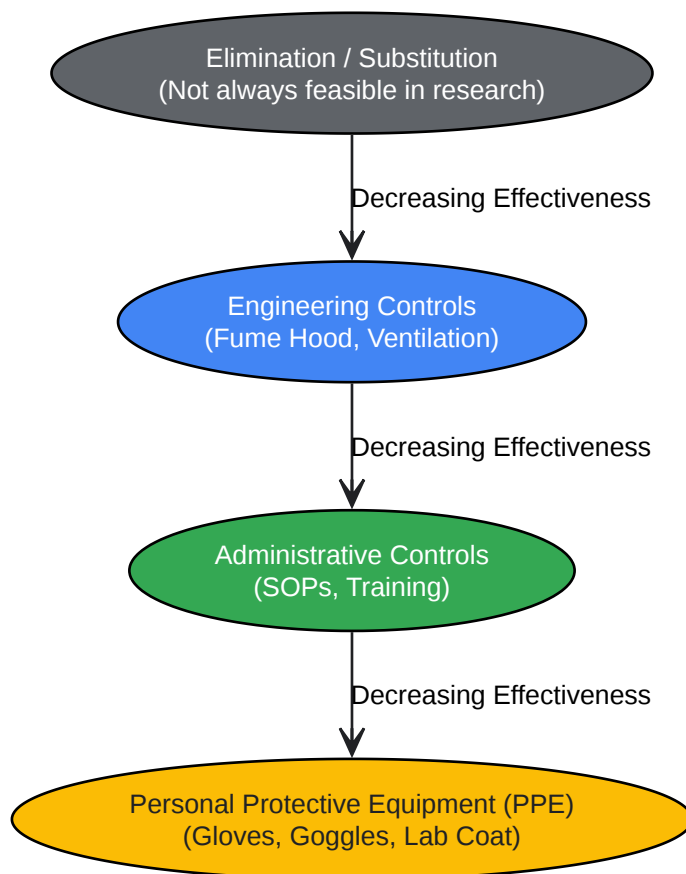 Elimination / Substitution
(Not always feasible in research)
Decreasing Effectiveness
Engineering Controls
(Fume Hood, Ventilation)
Decreasing Effectiveness
Administrative Controls
(SOPs, Training)
Decreasing Effectiveness
Personal Protective Equipment (PPE)
(Gloves, Goggles, Lab Coat)